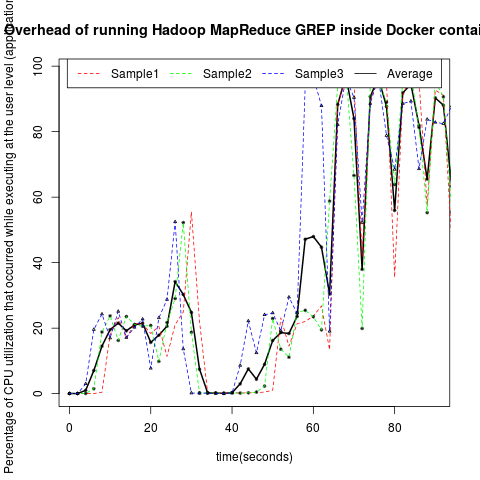 Overhead of running Hadoop MapReduce GREP inside Docker contai
Percentage of CPU utilization that occurred while executing at the user level (application
Sample1 Sample2 Sample3 Average
100
80
60
40
20
0
0 20 40 60 80
time(seconds)